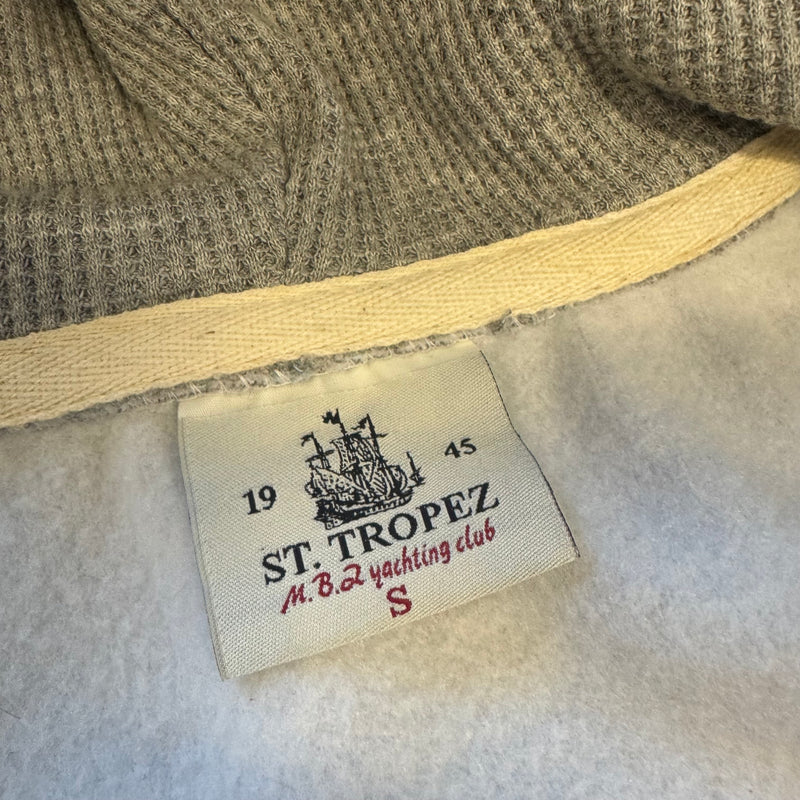 19 45
ST. TROPEZ
M.B.2 yachting club
S